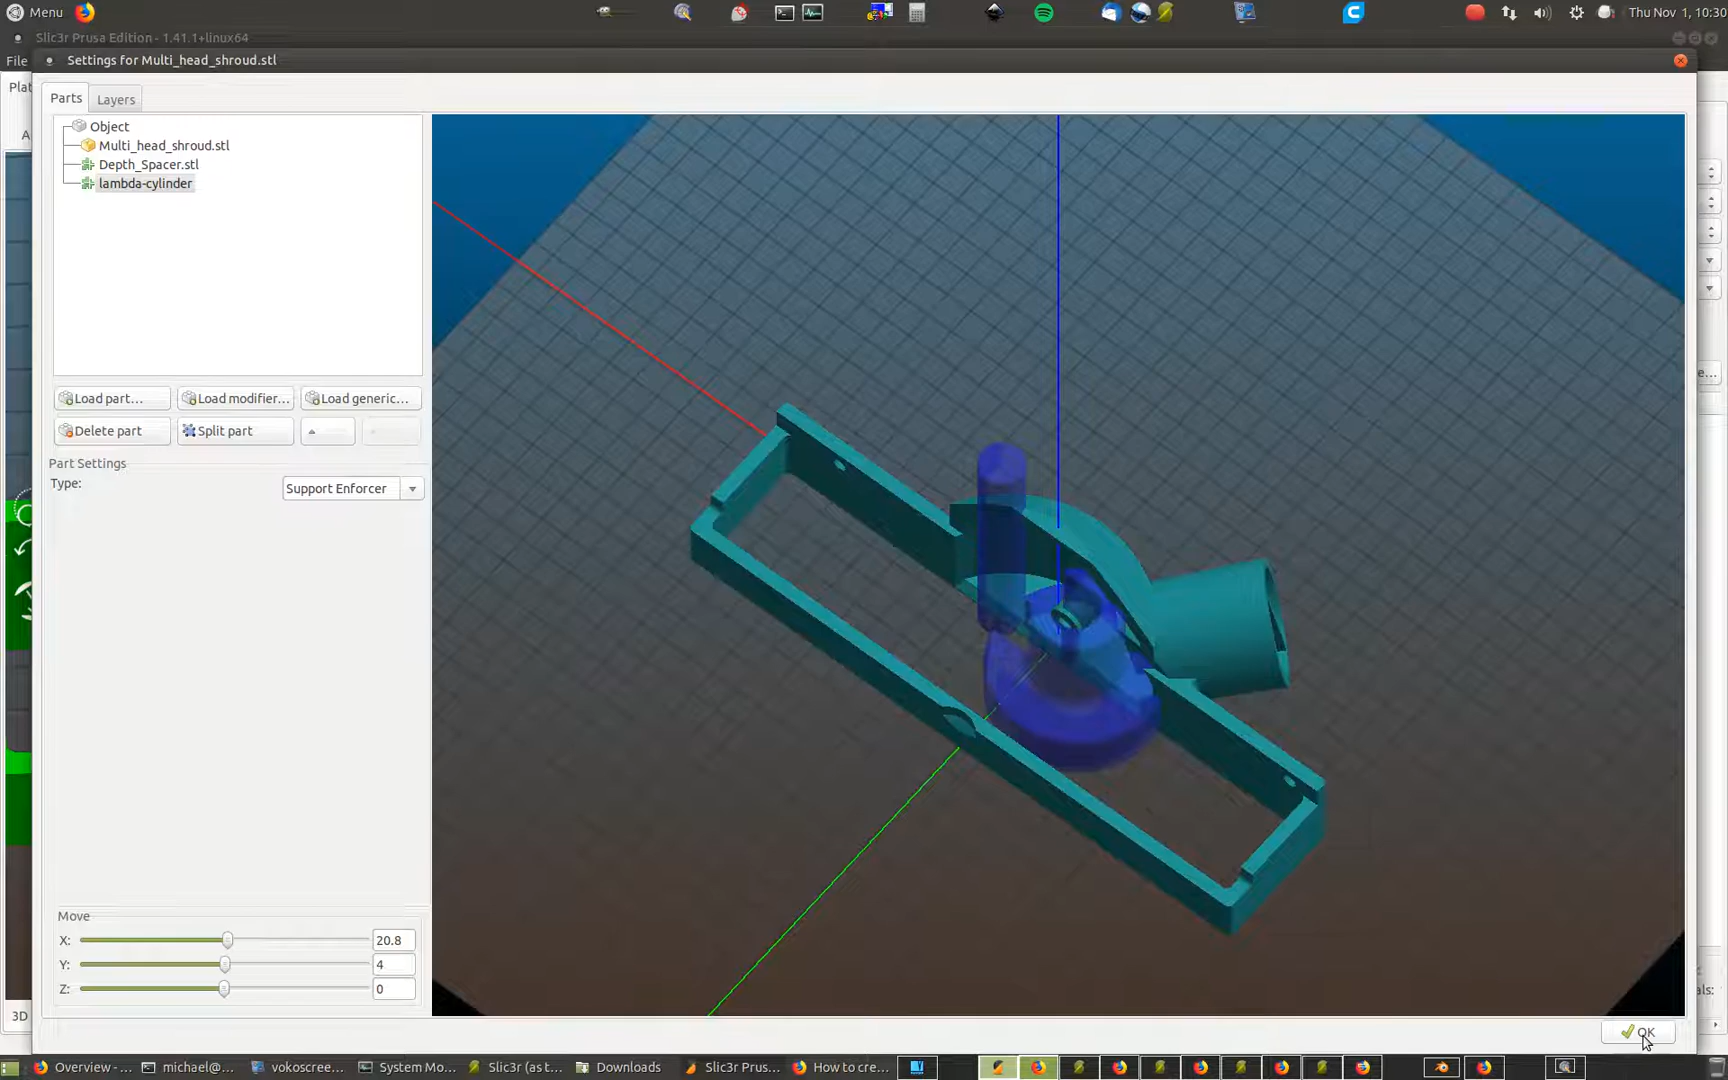 Menu
Thu Nov 1, 10:30
Slic3r Prusa Edition - 1.41.1+linux64
File
Settings for Multi_head_shroud.stl
Plat
Parts
Layers
Object
Multi_head_shroud.stl
Depth_Spacer.stl
lambda-cylinder
Load part...
Load modifier...
Load generic...
Delete part
Split part
Part Settings
Type:
Support Enforcer
Move
X:
20.8
Y:
4
Z:
0
3D
OK
Overview - ...
michael@...
vokoscree...
System Mo...
Slic3r (as t...
Downloads
Slic3r Prus...
How to cre...